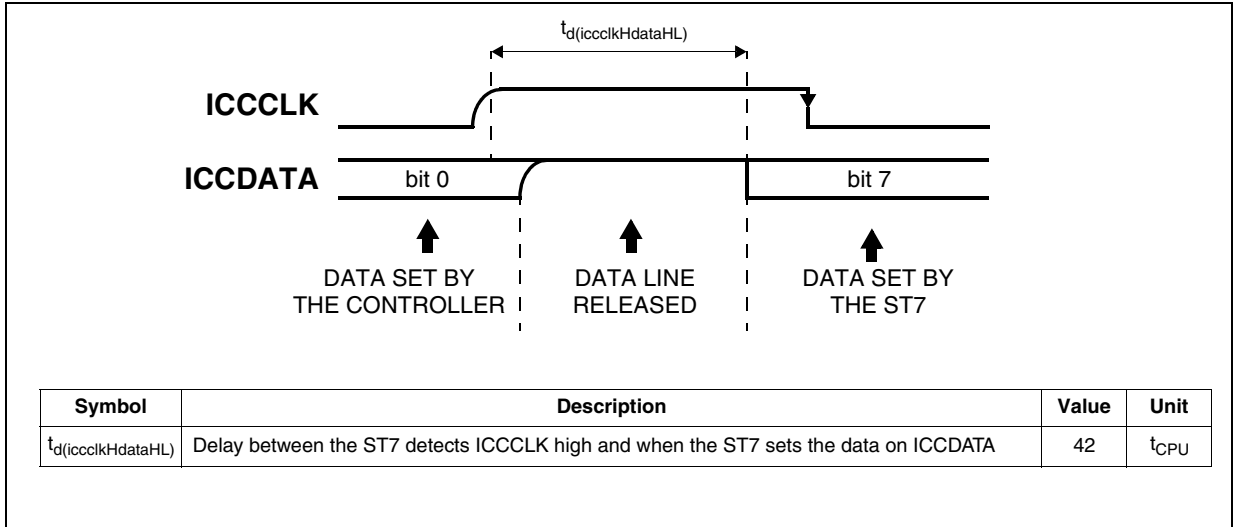 td(iccclkHdataHL)
ICCCLK
ICCDATA
bit 0
bit 7
DATA SET BY
THE CONTROLLER
DATA LINE
RELEASED
DATA SET BY
THE ST7
Symbol Description Value Unit
td(iccclkHdataHL) Delay between the ST7 detects ICCCLK high and when the ST7 sets the data on ICCDATA 42 tCPU